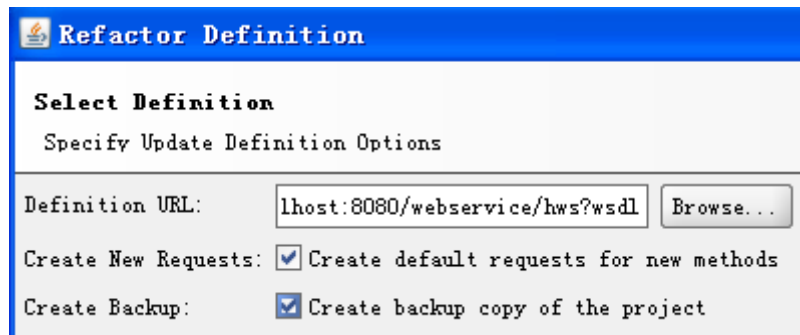 Refactor Definition
Select Definition
Specify Update Definition Options
Definition URL: lhost:8080/webservice/hws?wsdl Browse...
Create New Requests: Create default requests for new methods
Create Backup: Create backup copy of the project